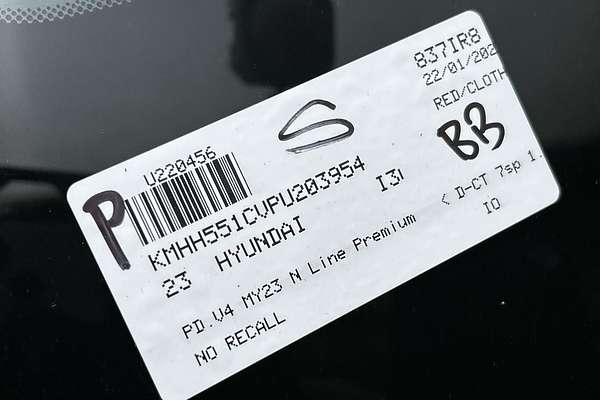 837IR8
22/01/202
RED/CLOTH
S
BB
U220456
P
KMHH551CVPU203954 I3
23 HYUNDAI
PD.V4 MY23 N Line Premium < D-CT 7sp 1.
NO RECALL IO